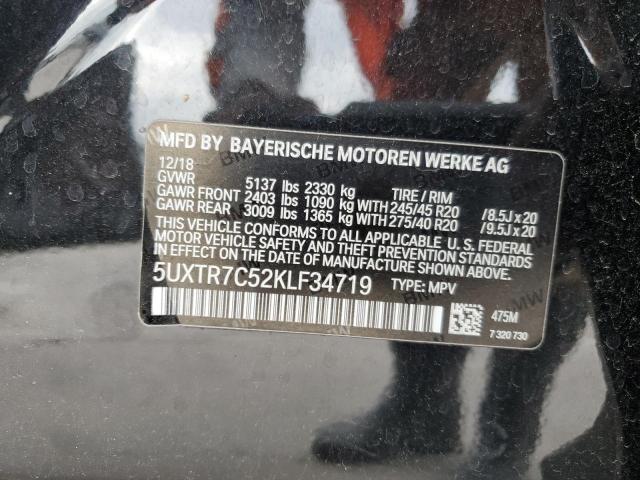 MFD BY BAYERISCHE MOTOREN WERKE AG
12/18
GVWR 5137 lbs 2330 kg TIRE / RIM
GAWR FRONT 2403 lbs 1090 kg WITH 245/45 R20 /8.5J x 20
GAWR REAR 3009 lbs 1365 kg WITH 275/40 R20 /9.5J x 20
THIS VEHICLE CONFORMS TO ALL APPLICABLE U. S. FEDERAL
MOTOR VEHICLE SAFETY AND THEFT PREVENTION STANDARDS
IN EFFECT ON THE DATE OF MANUFACTURE SHOWN ABOVE.
5UXTR7C52KLF34719 TYPE: MPV
475M
7 320 730